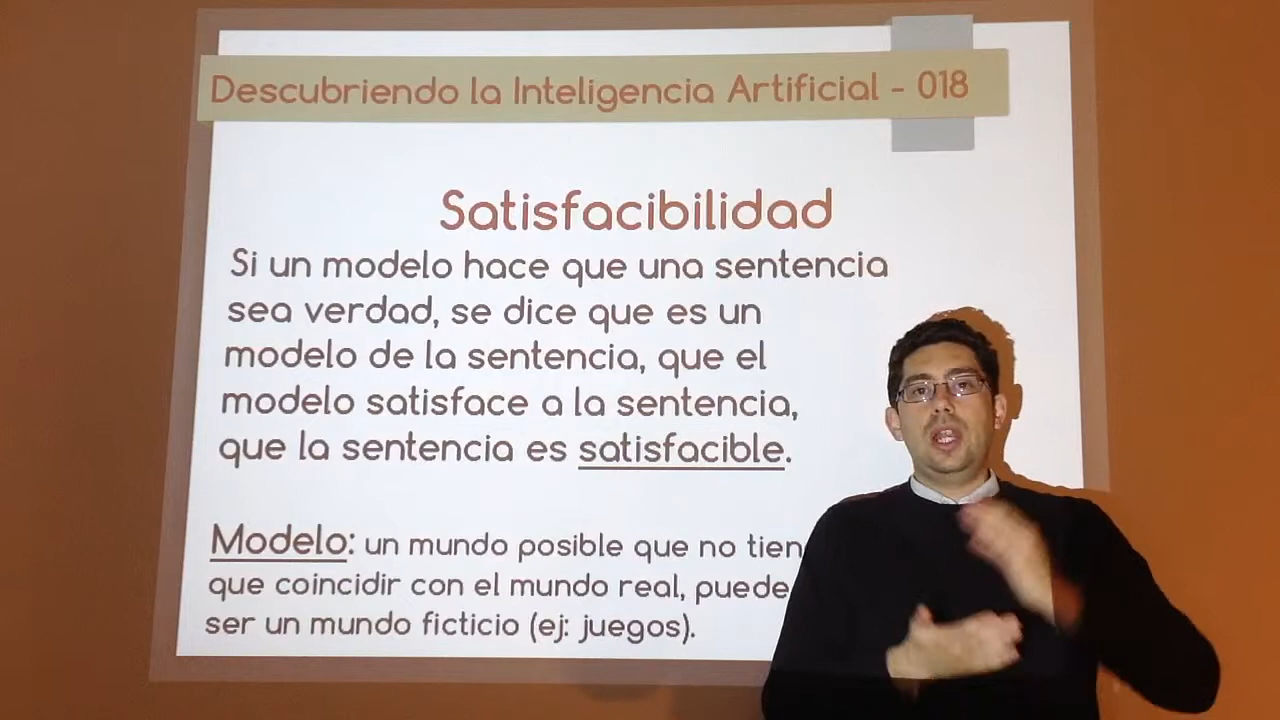 Descubriendo la Inteligencia Artificial - 018
Satisfacibilidad
Si un modelo hace que una sentencia
sea verdad, se dice que es un
modelo de la sentencia, que el
modelo satisface a la sentencia,
que la sentencia es satisfacible.
Modelo: un mundo posible que no tien
que coincidir con el mundo real, puede
ser un mundo ficticio (ej: juegos).